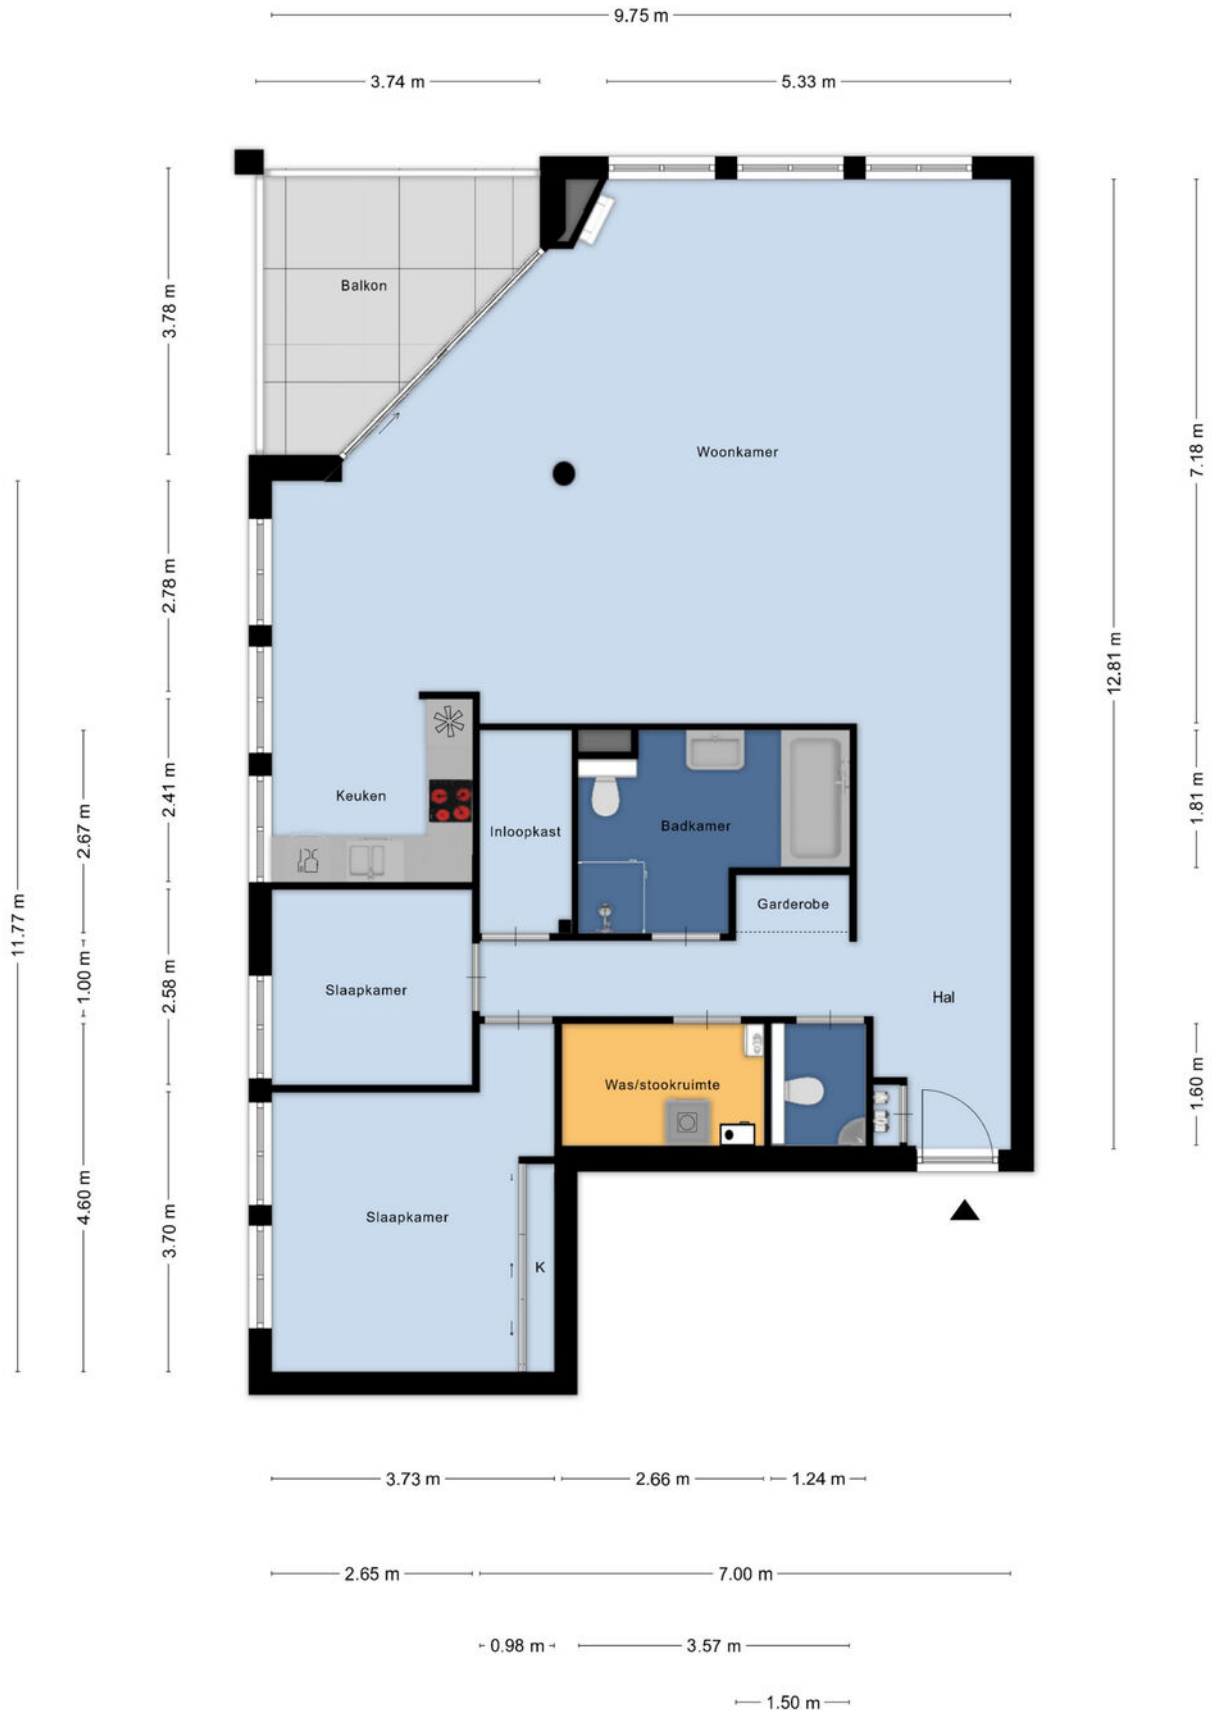 9.75 m
3.74 m
5.33 m
Balkon
3.78 m
Woonkamer
7.18 m
2.78 m
12.81 m
Keuken
2.41 m
Inloopkast
Badkamer
1.81 m
2.67 m
Garderobe
11.77 m
Slaapkamer
2.58 m
1.00 m
Hal
Was/stookruimte
1.60 m
4.60 m
Slaapkamer
3.70 m
K
3.73 m
2.66 m
1.24 m
2.65 m
7.00 m
0.98 m
3.57 m
1.50 m